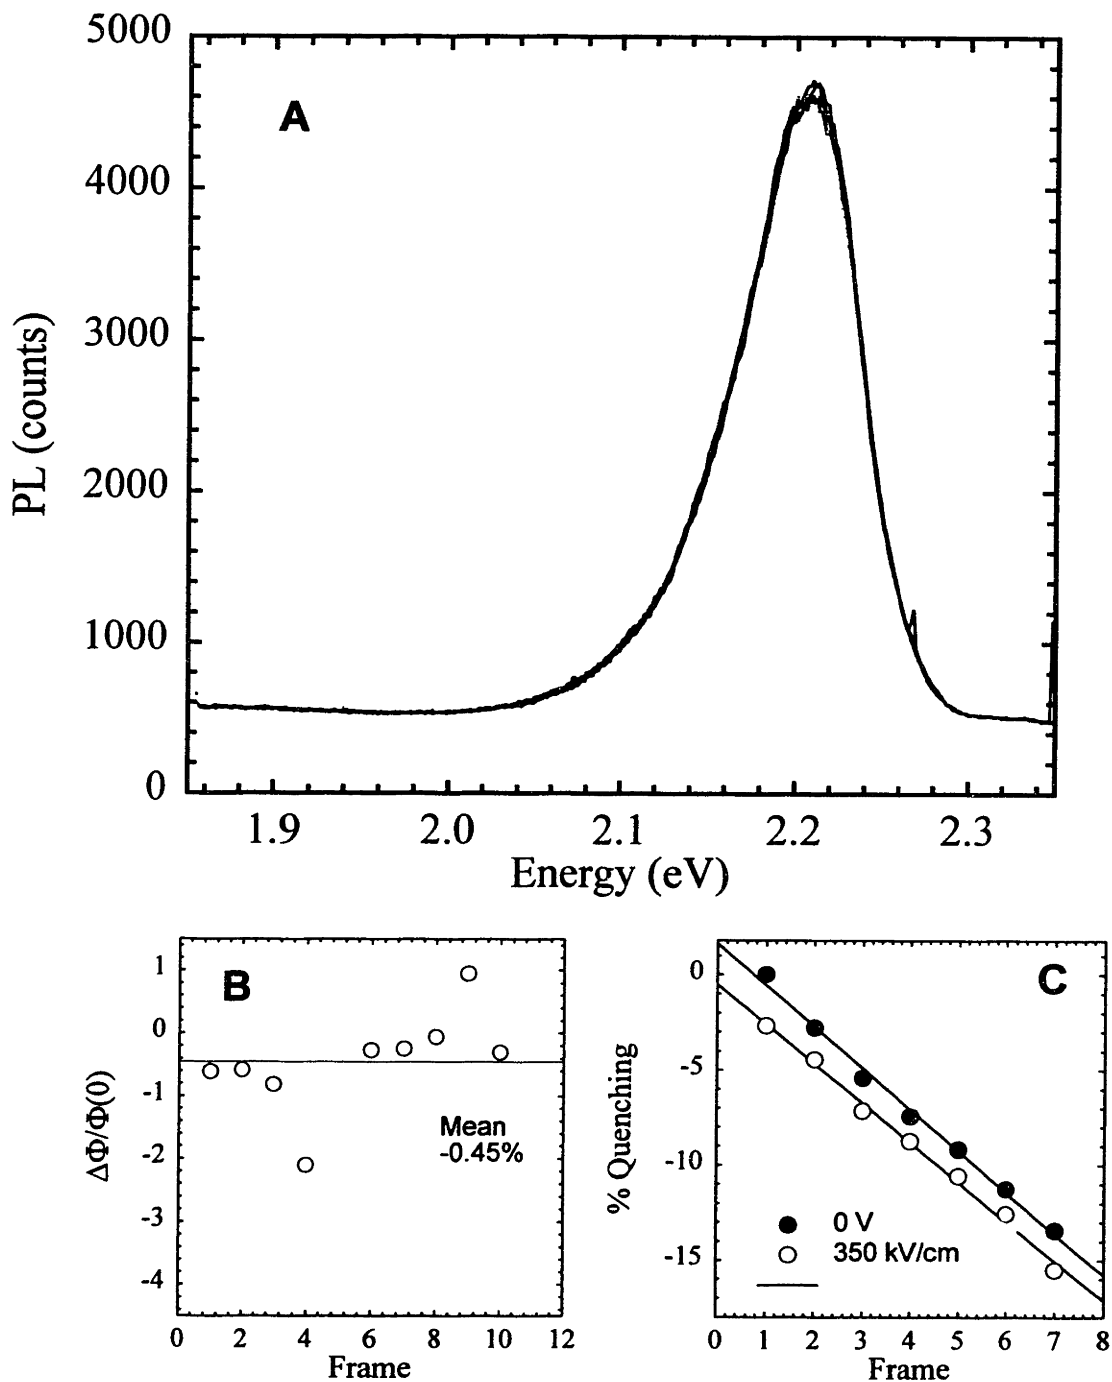 5000
4000
3000
2000
1000
0
PL (counts)
A
1.9 2.0 2.1 2.2 2.3
Energy (eV)
B
1
0
-1
-2
-3
-4
ΔΦ/Φ(0)
Mean
-0.45%
0 2 4 6 8 10 12
Frame
C
0
-5
-10
-15
% Quenching
0 V
350 kV/cm
0 1 2 3 4 5 6 7 8
Frame